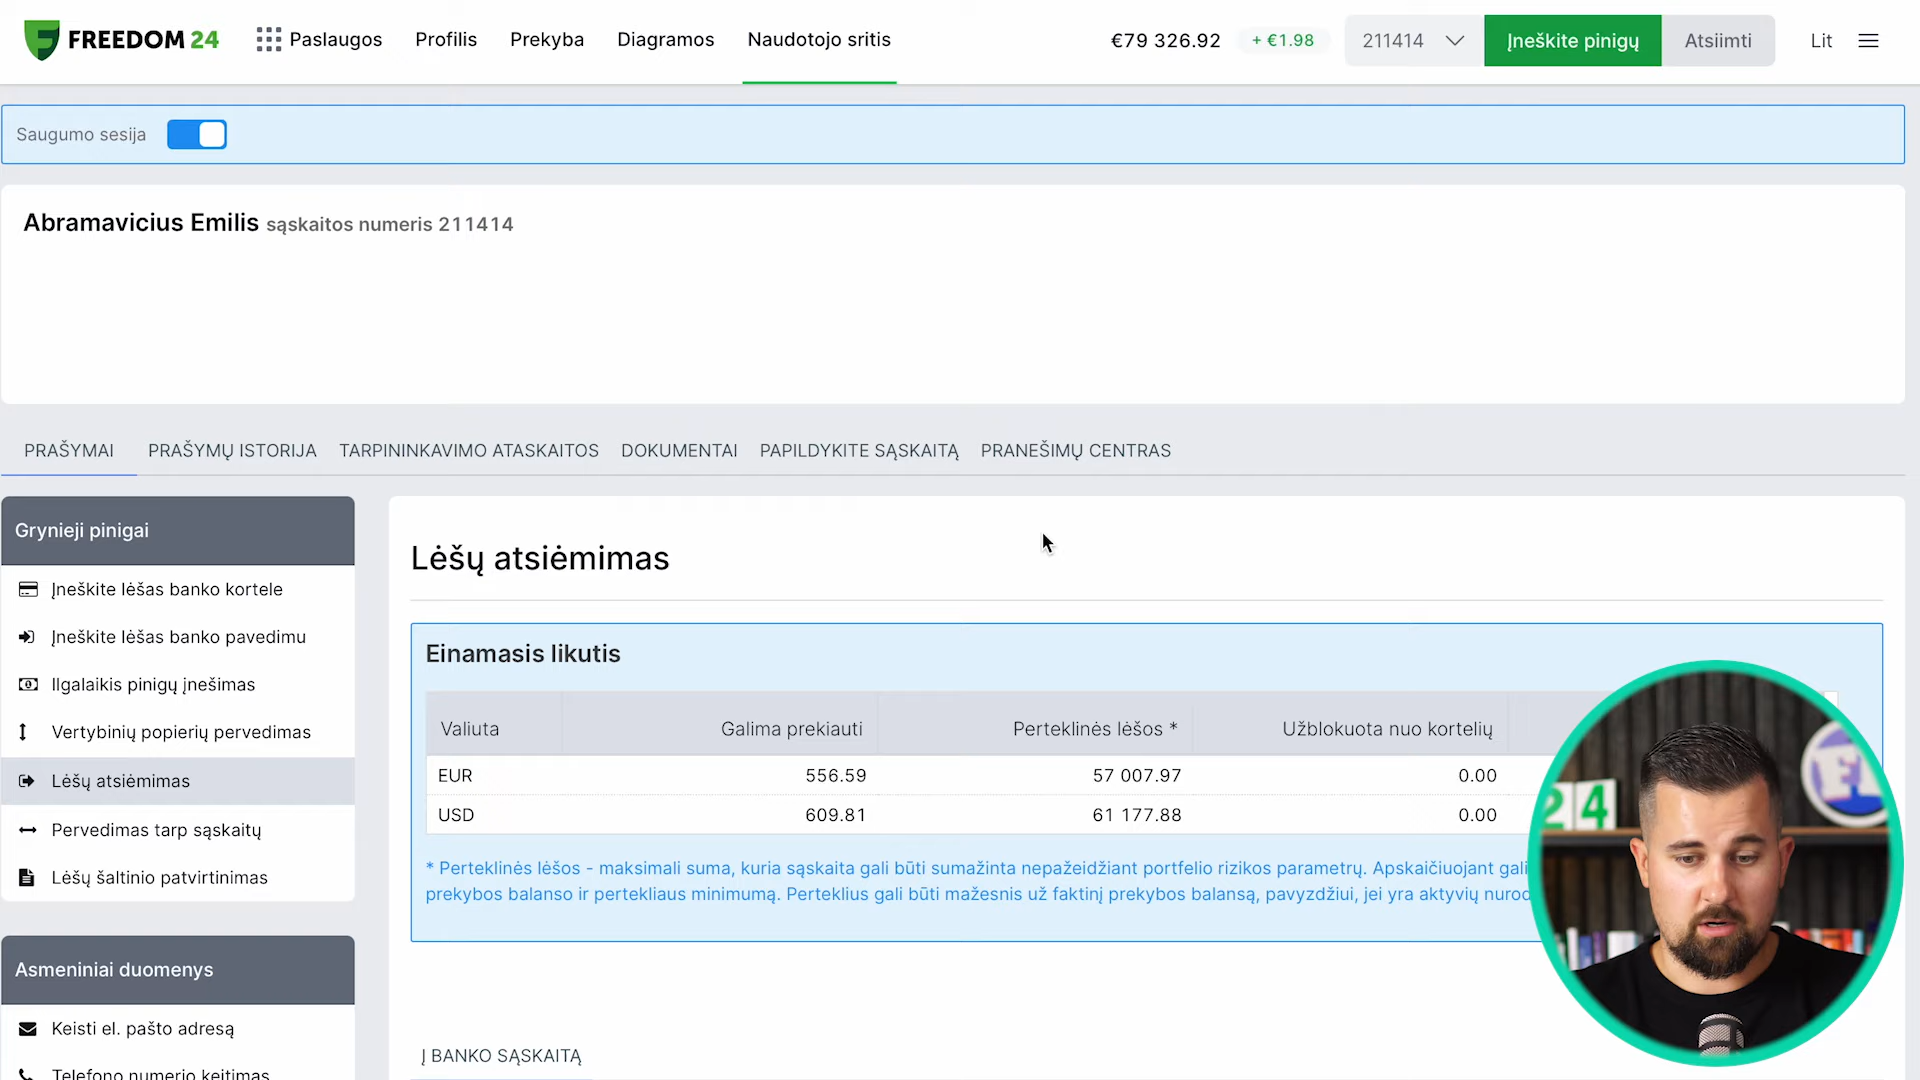 FREEDOM 24
Paslaugos
Profilis
Prekyba
Diagramos
Naudotojo sritis
€79 326.92
+ €1.98
211414
Įneškite pinigų
Atsiimti
Lit
Saugumo sesija
Abramavicius Emilis sąskaitos numeris 211414
PRAŠYMAI
PRAŠYMŲ ISTORIJA
TARPININKAVIMO ATASKAITOS
DOKUMENTAI
PAPILDYKITE SĄSKAITĄ
PRANEŠIMŲ CENTRAS
Grynieji pinigai
Įneškite lėšas banko kortele
Įneškite lėšas banko pavedimu
Ilgalaikis pinigų įnešimas
Vertybinių popierių pervedimas
Lėšų atsiėmimas
Pervedimas tarp sąskaitų
Lėšų šaltinio patvirtinimas
Asmeniniai duomenys
Keisti el. pašto adresą
Telefono numerio keitimas
Lėšų atsiėmimas
Einamasis likutis
Valiuta Galima prekiauti Perteklinės lėšos * Užblokuota nuo kortelių
EUR 556.59 57 007.97 0.00
USD 609.81 61 177.88 0.00
* Perteklinės lėšos - maksimali suma, kuria sąskaita gali būti sumažinta nepažeidžiant portfelio rizikos parametrų. Apskaičiuojant gali
prekybos balanso ir pertekliaus minimumą. Perteklius gali būti mažesnis už faktinį prekybos balansą, pavyzdžiui, jei yra aktyvių nurod
Į BANKO SĄSKAITĄ
24